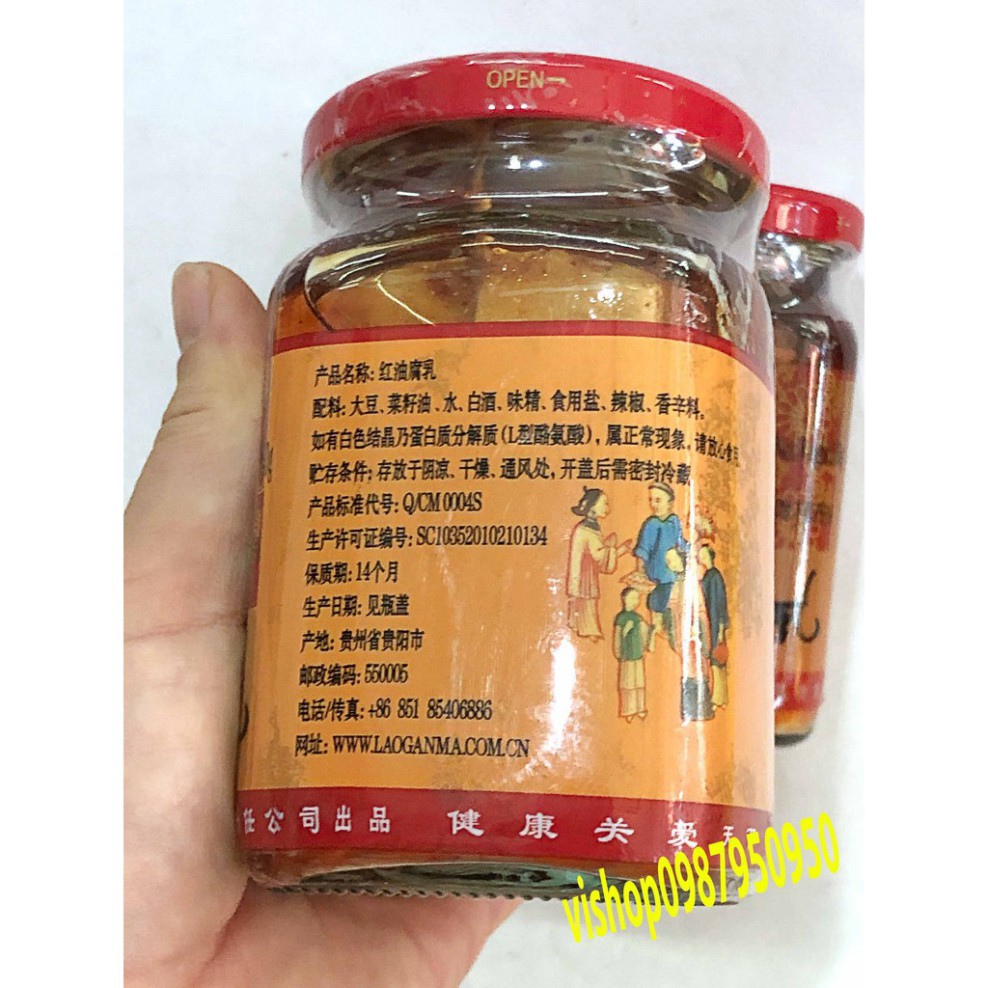 OPEN
产品名称: 红油腐乳
配料: 大豆、菜籽油、水、白酒、味精、食用盐、辣椒、香辛料。
如有白色结晶乃蛋白质分解质(L型酪氨酸), 属正常现象, 请放心食用
贮存条件: 存放于阴凉、干燥、通风处, 开盖后需密封冷藏
产品标准代号: Q/CM 0004S
生产许可证编号: SC10352010210134
保质期: 14个月
生产日期: 见瓶盖
产地: 贵州省贵阳市
邮政编码: 550005
电话/传真: +86 851 85406886
网址: WWW.LAOGANMA.COM.CN
任公司出品 健康关爱
vishop0987950950